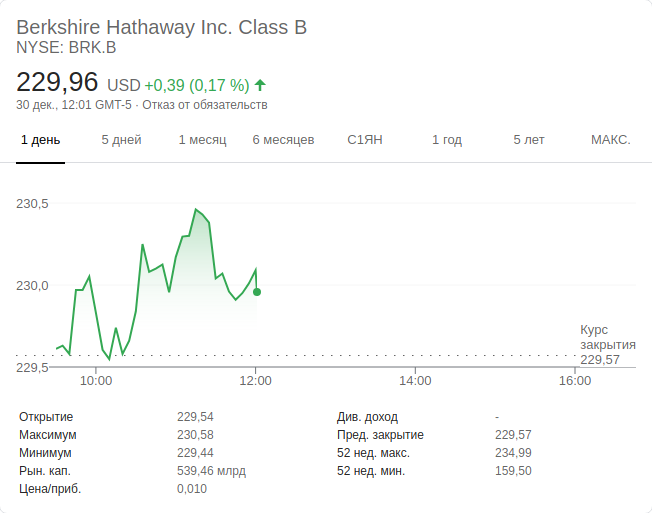 Berkshire Hathaway Inc. Class B
NYSE: BRK.B
229,96 USD +0,39 (0,17 %)
30 дек., 12:01 GMT-5 · Отказ от обязательств
1 день 5 дней 1 месяц 6 месяцев С1ЯН 1 год 5 лет МАКС.
230,5
230,0
229,5
Курс
закрытия
229,57
10:00 12:00 14:00 16:00
Открытие 229,54 Див. доход -
Максимум 230,58 Пред. закрытие 229,57
Минимум 229,44 52 нед. макс. 234,99
Рын. кап. 539,46 млрд 52 нед. мин. 159,50
Цена/приб. 0,010